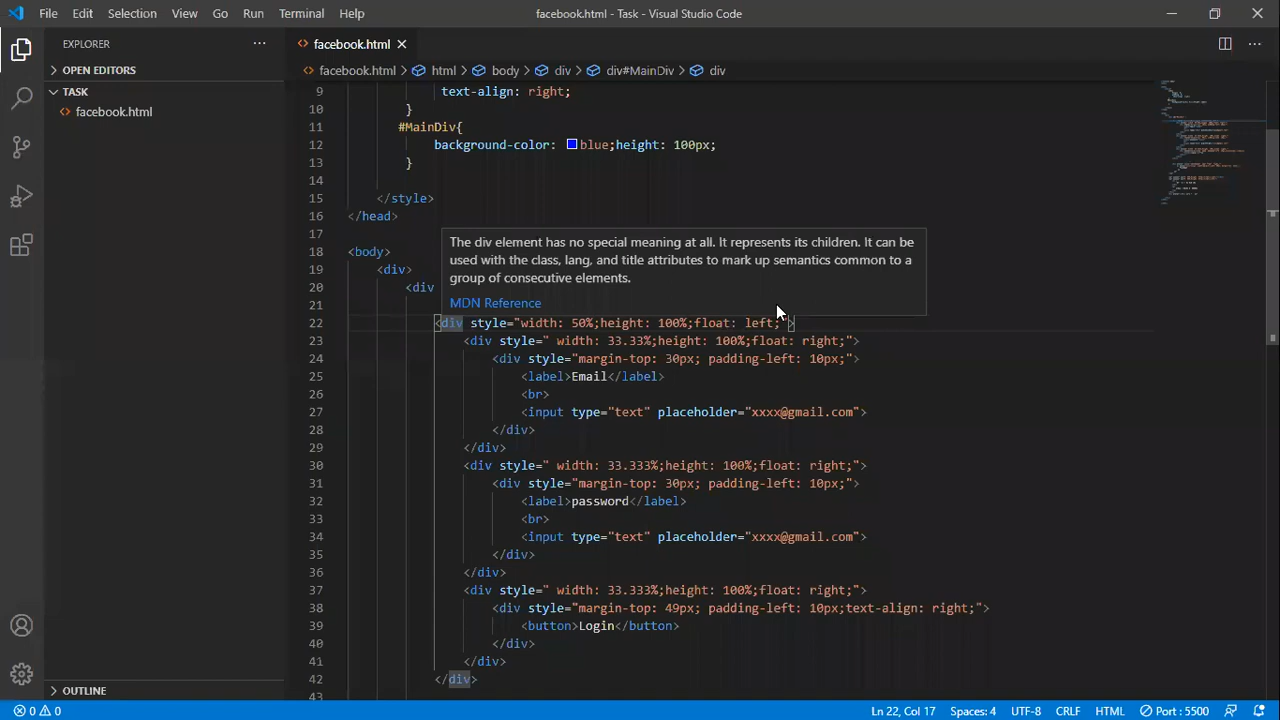 File Edit Selection View Go Run Terminal Help facebook.html - Task - Visual Studio Code
EXPLORER
facebook.html
OPEN EDITORS
facebook.html > html > body > div > div#MainDiv > div
TASK
facebook.html
9 text-align: right;
10 }
11 #MainDiv{
12 background-color: blue;height: 100px;
13 }
14
15 </style>
16 </head>
17
18 <body>
19 <div>
20 <div
21
The div element has no special meaning at all. It represents its children. It can be
used with the class, lang, and title attributes to mark up semantics common to a
group of consecutive elements.
MDN Reference
22 <div style="width: 50%;height: 100%;float: left;">
23 <div style=" width: 33.33%;height: 100%;float: right;">
24 <div style="margin-top: 30px; padding-left: 10px;">
25 <label>Email</label>
26 <br>
27 <input type="text" placeholder="xxxx@gmail.com">
28 </div>
29 </div>
30 <div style=" width: 33.333%;height: 100%;float: right;">
31 <div style="margin-top: 30px; padding-left: 10px;">
32 <label>password</label>
33 <br>
34 <input type="text" placeholder="xxxx@gmail.com">
35 </div>
36 </div>
37 <div style=" width: 33.333%;height: 100%;float: right;">
38 <div style="margin-top: 49px; padding-left: 10px;text-align: right;">
39 <button>Login</button>
40 </div>
41 </div>
42 </div>
43
OUTLINE
0 0 Ln 22, Col 17 Spaces: 4 UTF-8 CRLF HTML Port : 5500